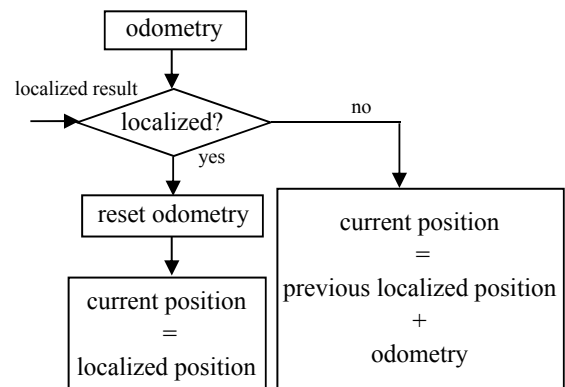 odometry
localized result
localized?
no
yes
reset odometry
current position
=
previous localized position
+
odometry
current position
=
localized position